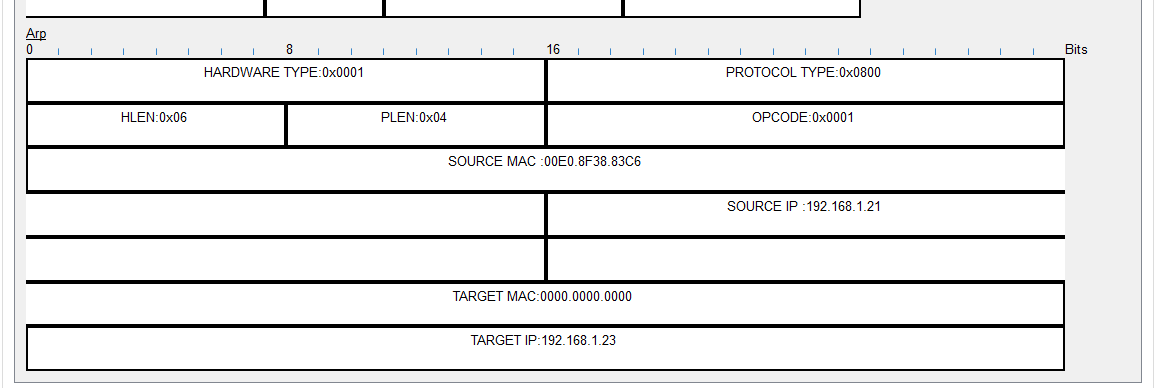 Arp
0 8 16 Bits
HARDWARE TYPE:0x0001 PROTOCOL TYPE:0x0800
HLEN:0x06 PLEN:0x04 OPCODE:0x0001
SOURCE MAC :00E0.8F38.83C6
SOURCE IP :192.168.1.21
TARGET MAC:0000.0000.0000
TARGET IP:192.168.1.23